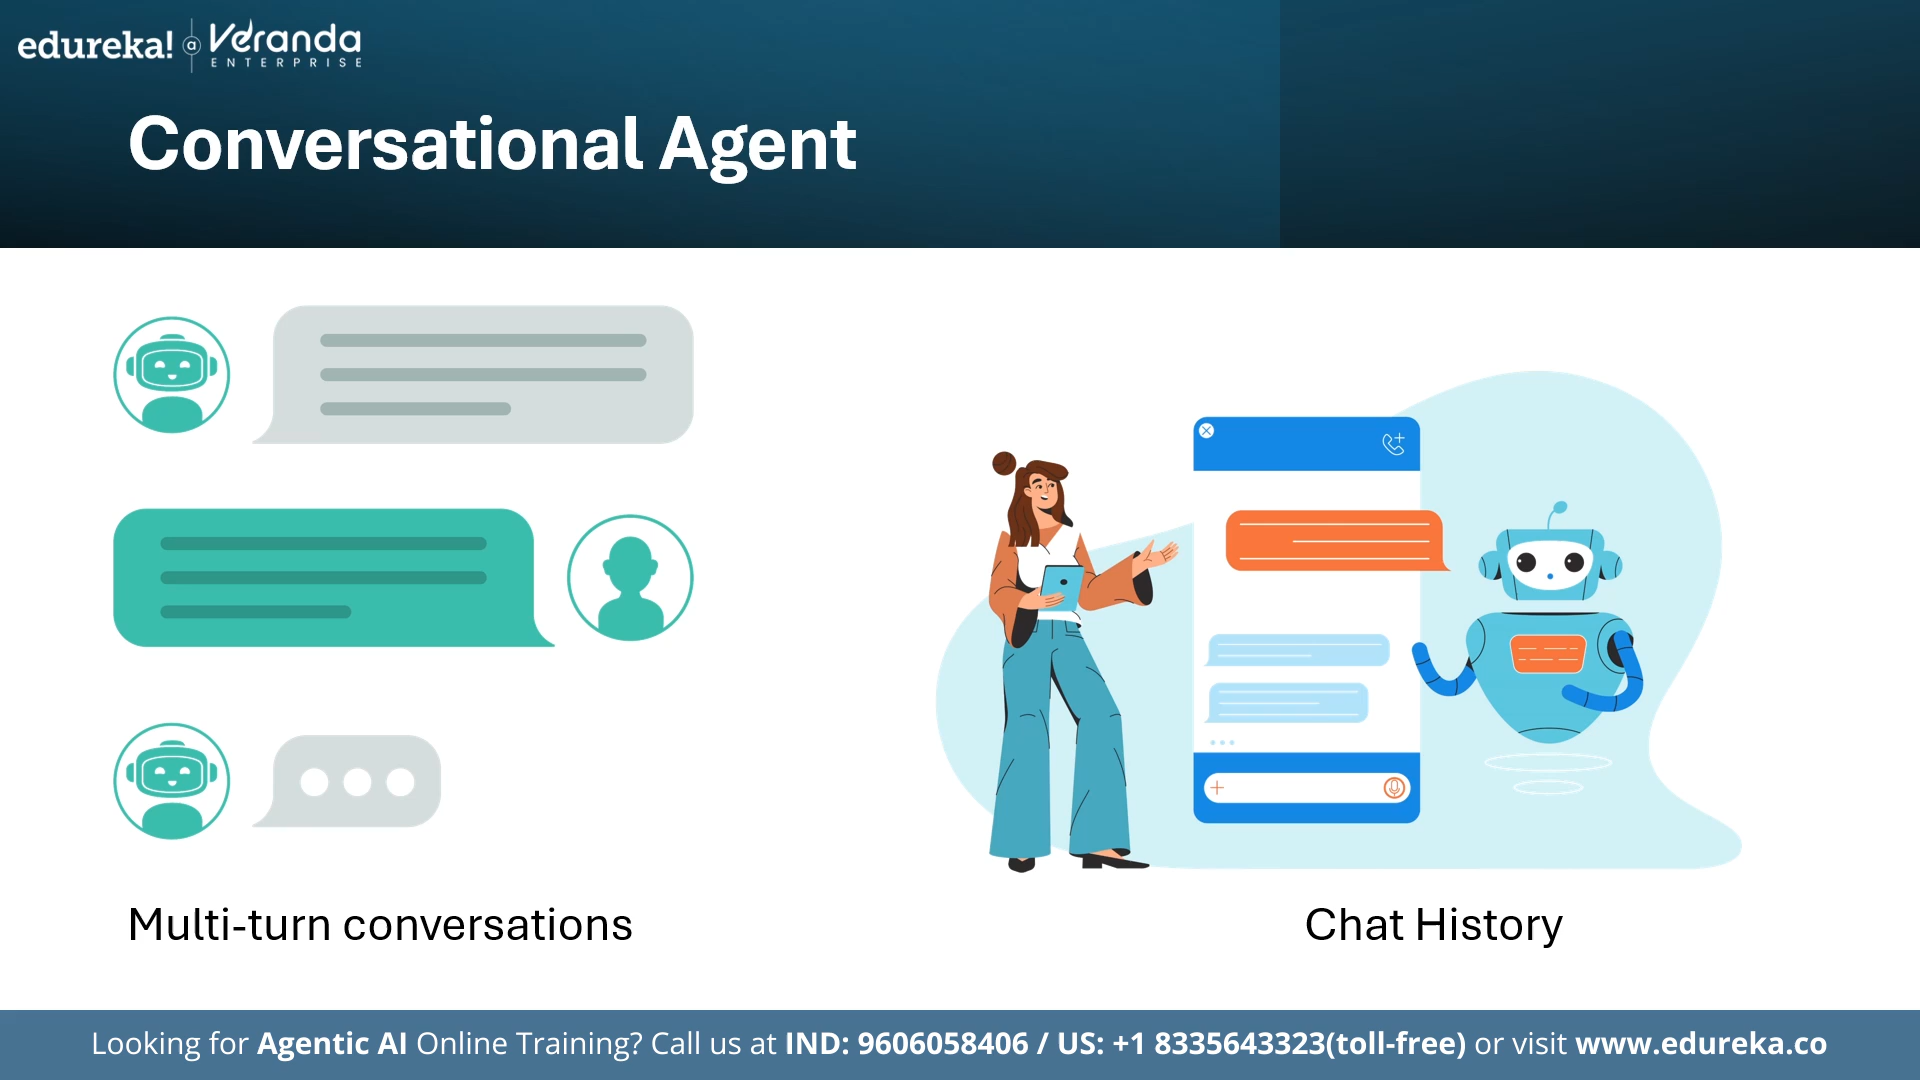 edureka! a Veranda
ENTERPRISE
Conversational Agent
Multi-turn conversations
Chat History
Looking for Agentic AI Online Training? Call us at IND: 9606058406 / US: +1 8335643323(toll-free) or visit www.edureka.co